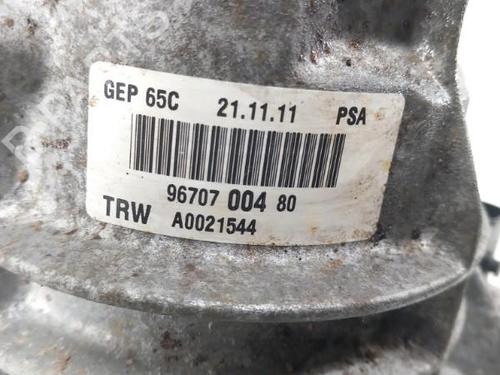 GEP 65C 21.11.11 PSA
96707 004 80
TRW A0021544